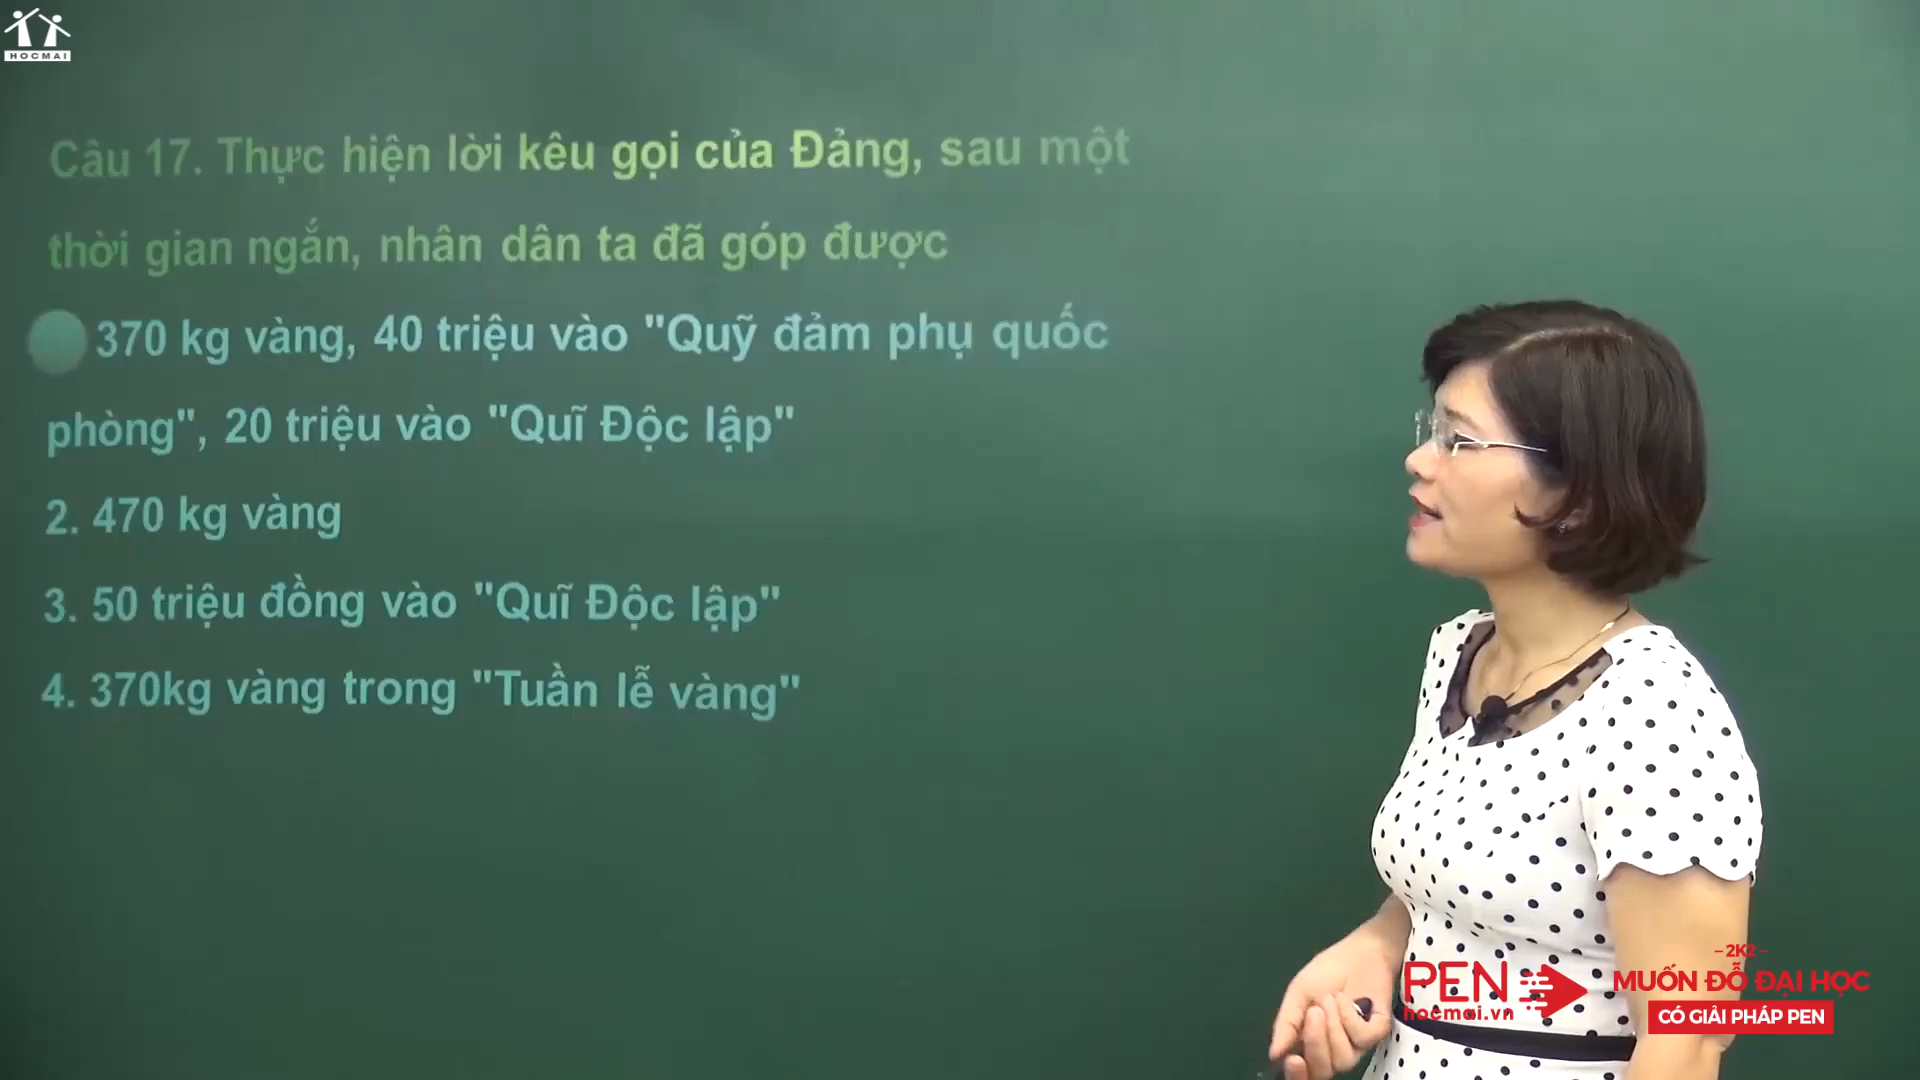 HOCMAI
Câu 17. Thực hiện lời kêu gọi của Đảng, sau một
thời gian ngắn, nhân dân ta đã góp được
370 kg vàng, 40 triệu vào "Quỹ đảm phụ quốc
phòng", 20 triệu vào "Quĩ Độc lập"
2. 470 kg vàng
3. 50 triệu đồng vào "Quĩ Độc lập"
4. 370kg vàng trong "Tuần lễ vàng"
PEN
hocmai.vn
-2K2-
MUỐN ĐỖ ĐẠI HỌC
CÓ GIẢI PHÁP PEN